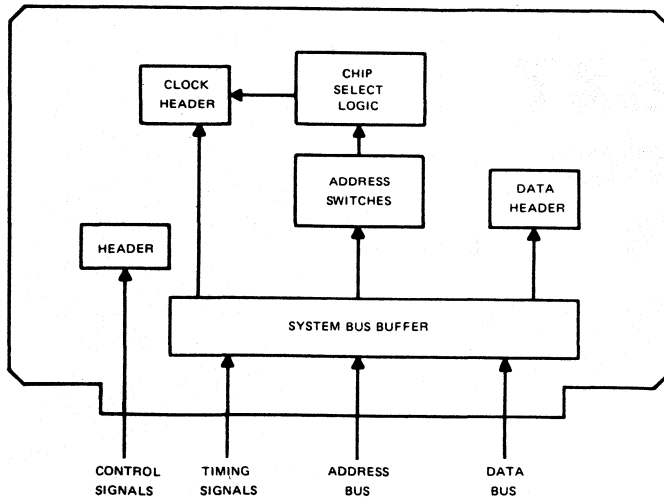 CLOCK
HEADER
CHIP
SELECT
LOGIC
ADDRESS
SWITCHES
DATA
HEADER
HEADER
SYSTEM BUS BUFFER
CONTROL
SIGNALS
TIMING
SIGNALS
ADDRESS
BUS
DATA
BUS